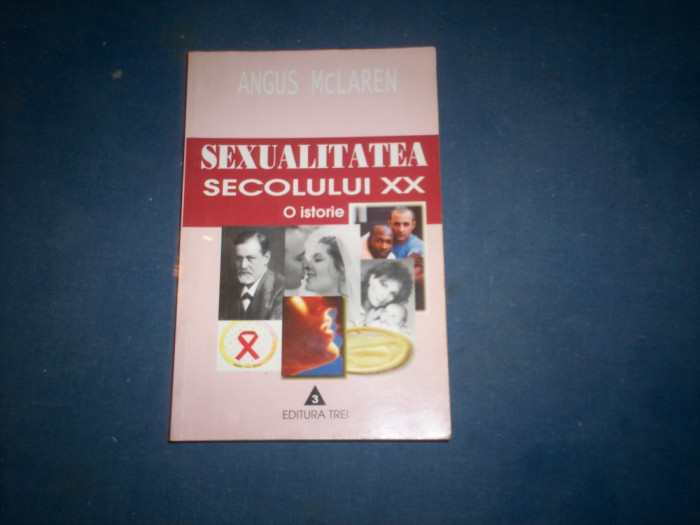 ANGUS McLAREN
SEXUALITATEA
SECOLULUI XX
O istorie
3
EDITURA TREI